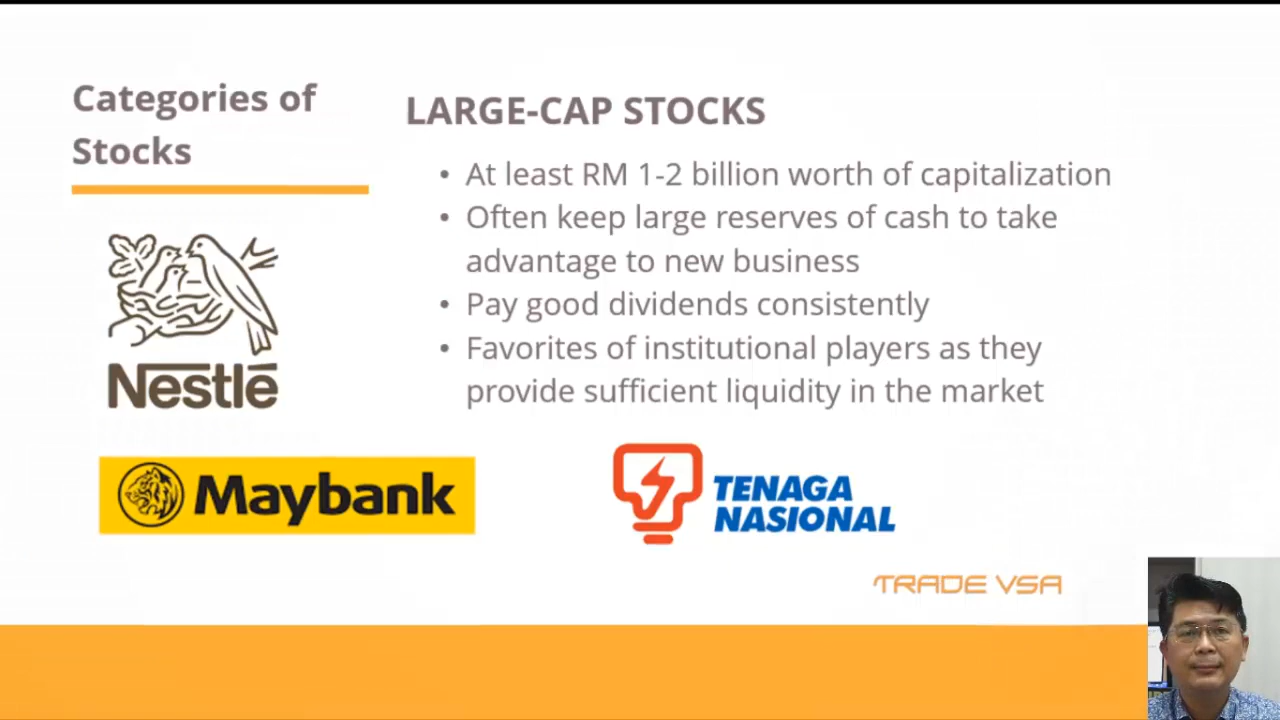 Categories of
Stocks
LARGE-CAP STOCKS
• At least RM 1-2 billion worth of capitalization
• Often keep large reserves of cash to take
advantage to new business
• Pay good dividends consistently
• Favorites of institutional players as they
provide sufficient liquidity in the market
Nestlé
Maybank
TENAGA
NASIONAL
TRADE VSA